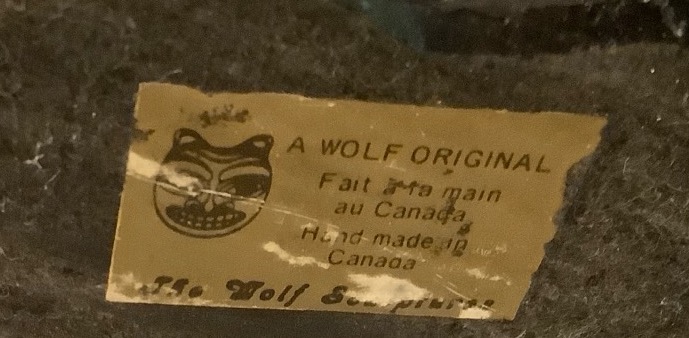 A WOLF ORIGINAL
Fait à la main
au Canada
Hand made in
Canada
The Wolf Sculptures